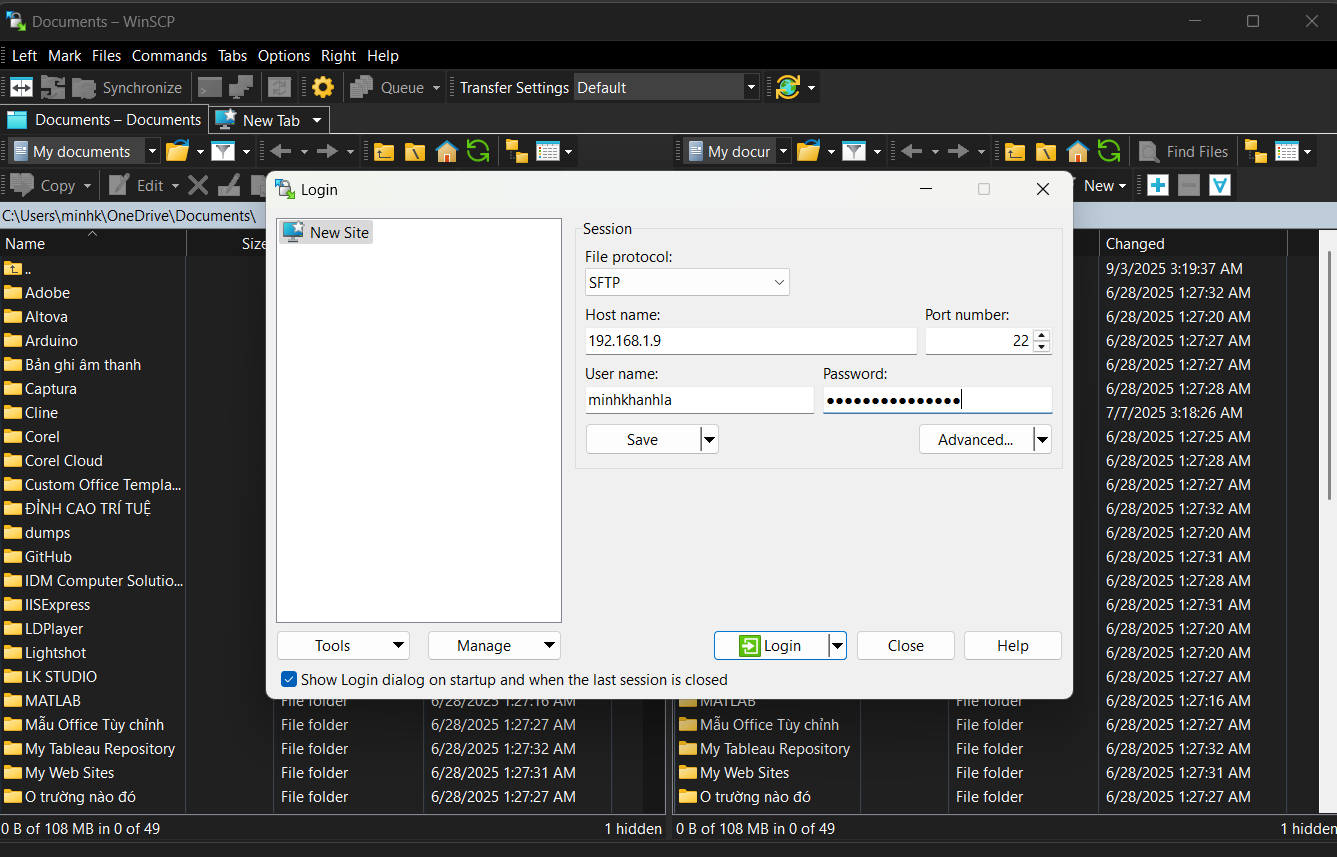 Documents – WinSCP
Left Mark Files Commands Tabs Options Right Help
Synchronize Queue Transfer Settings Default
Documents – Documents New Tab
My documents My docur Find Files
Copy Edit New
C:\Users\minhk\OneDrive\Documents\
Name Size Changed
.. 9/3/2025 3:19:37 AM
Adobe 6/28/2025 1:27:32 AM
Altova 6/28/2025 1:27:20 AM
Arduino 6/28/2025 1:27:27 AM
Bản ghi âm thanh 6/28/2025 1:27:27 AM
Captura 6/28/2025 1:27:28 AM
Cline 7/7/2025 3:18:26 AM
Corel 6/28/2025 1:27:25 AM
Corel Cloud 6/28/2025 1:27:28 AM
Custom Office Templa... 6/28/2025 1:27:27 AM
ĐỈNH CAO TRÍ TUỆ 6/28/2025 1:27:32 AM
dumps 6/28/2025 1:27:20 AM
GitHub 6/28/2025 1:27:31 AM
IDM Computer Solutio... 6/28/2025 1:27:28 AM
IISExpress 6/28/2025 1:27:31 AM
LDPlayer 6/28/2025 1:27:20 AM
Lightshot 6/28/2025 1:27:20 AM
LK STUDIO 6/28/2025 1:27:27 AM
MATLAB File folder 6/28/2025 1:27:16 AM MATLAB File folder 6/28/2025 1:27:16 AM
Mẫu Office Tùy chỉnh File folder 6/28/2025 1:27:27 AM Mẫu Office Tùy chỉnh File folder 6/28/2025 1:27:27 AM
My Tableau Repository File folder 6/28/2025 1:27:32 AM My Tableau Repository File folder 6/28/2025 1:27:32 AM
My Web Sites File folder 6/28/2025 1:27:31 AM My Web Sites File folder 6/28/2025 1:27:31 AM
O trường nào đó File folder 6/28/2025 1:27:27 AM O trường nào đó File folder 6/28/2025 1:27:27 AM
0 B of 108 MB in 0 of 49 1 hidden 0 B of 108 MB in 0 of 49 1 hidden
Login
New Site
Session
File protocol:
SFTP
Host name: Port number:
192.168.1.9 22
User name: Password:
minhkhanhla ●●●●●●●●●●●●●●●
Save Advanced...
Tools Manage Login Close Help
Show Login dialog on startup and when the last session is closed